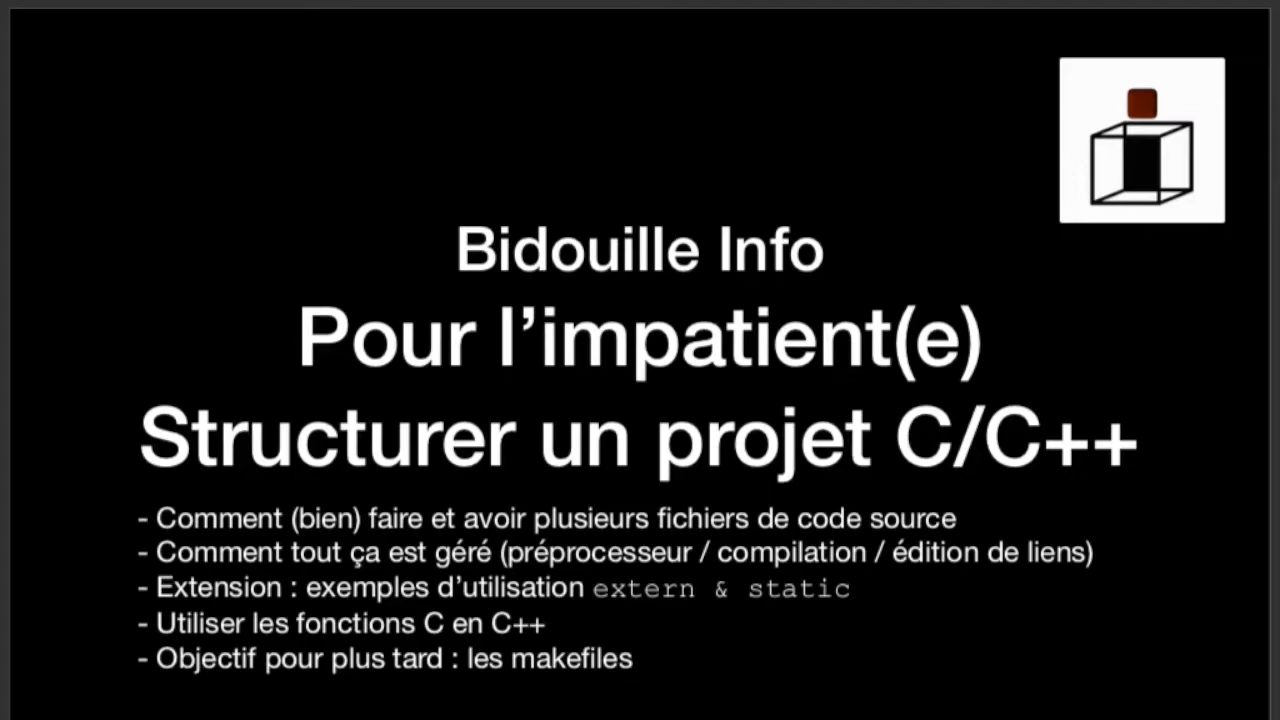 Bidouille Info
Pour l’impatient(e)
Structurer un projet C/C++
- Comment (bien) faire et avoir plusieurs fichiers de code source
- Comment tout ça est géré (préprocesseur / compilation / édition de liens)
- Extension : exemples d’utilisation extern & static
- Utiliser les fonctions C en C++
- Objectif pour plus tard : les makefiles